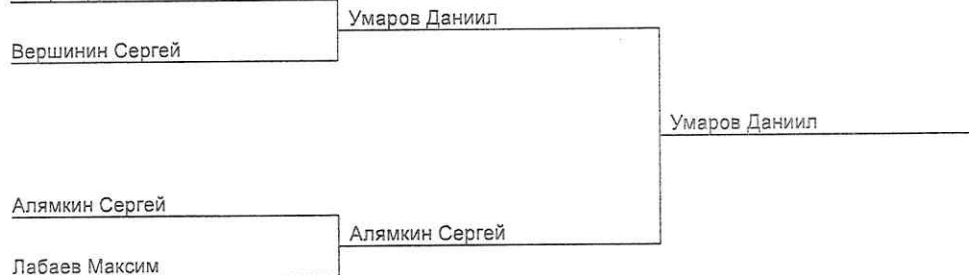 Умаров Даниил
Вершинин Сергей
Умаров Даниил
Алямкин Сергей
Алямкин Сергей
Лабаев Максим